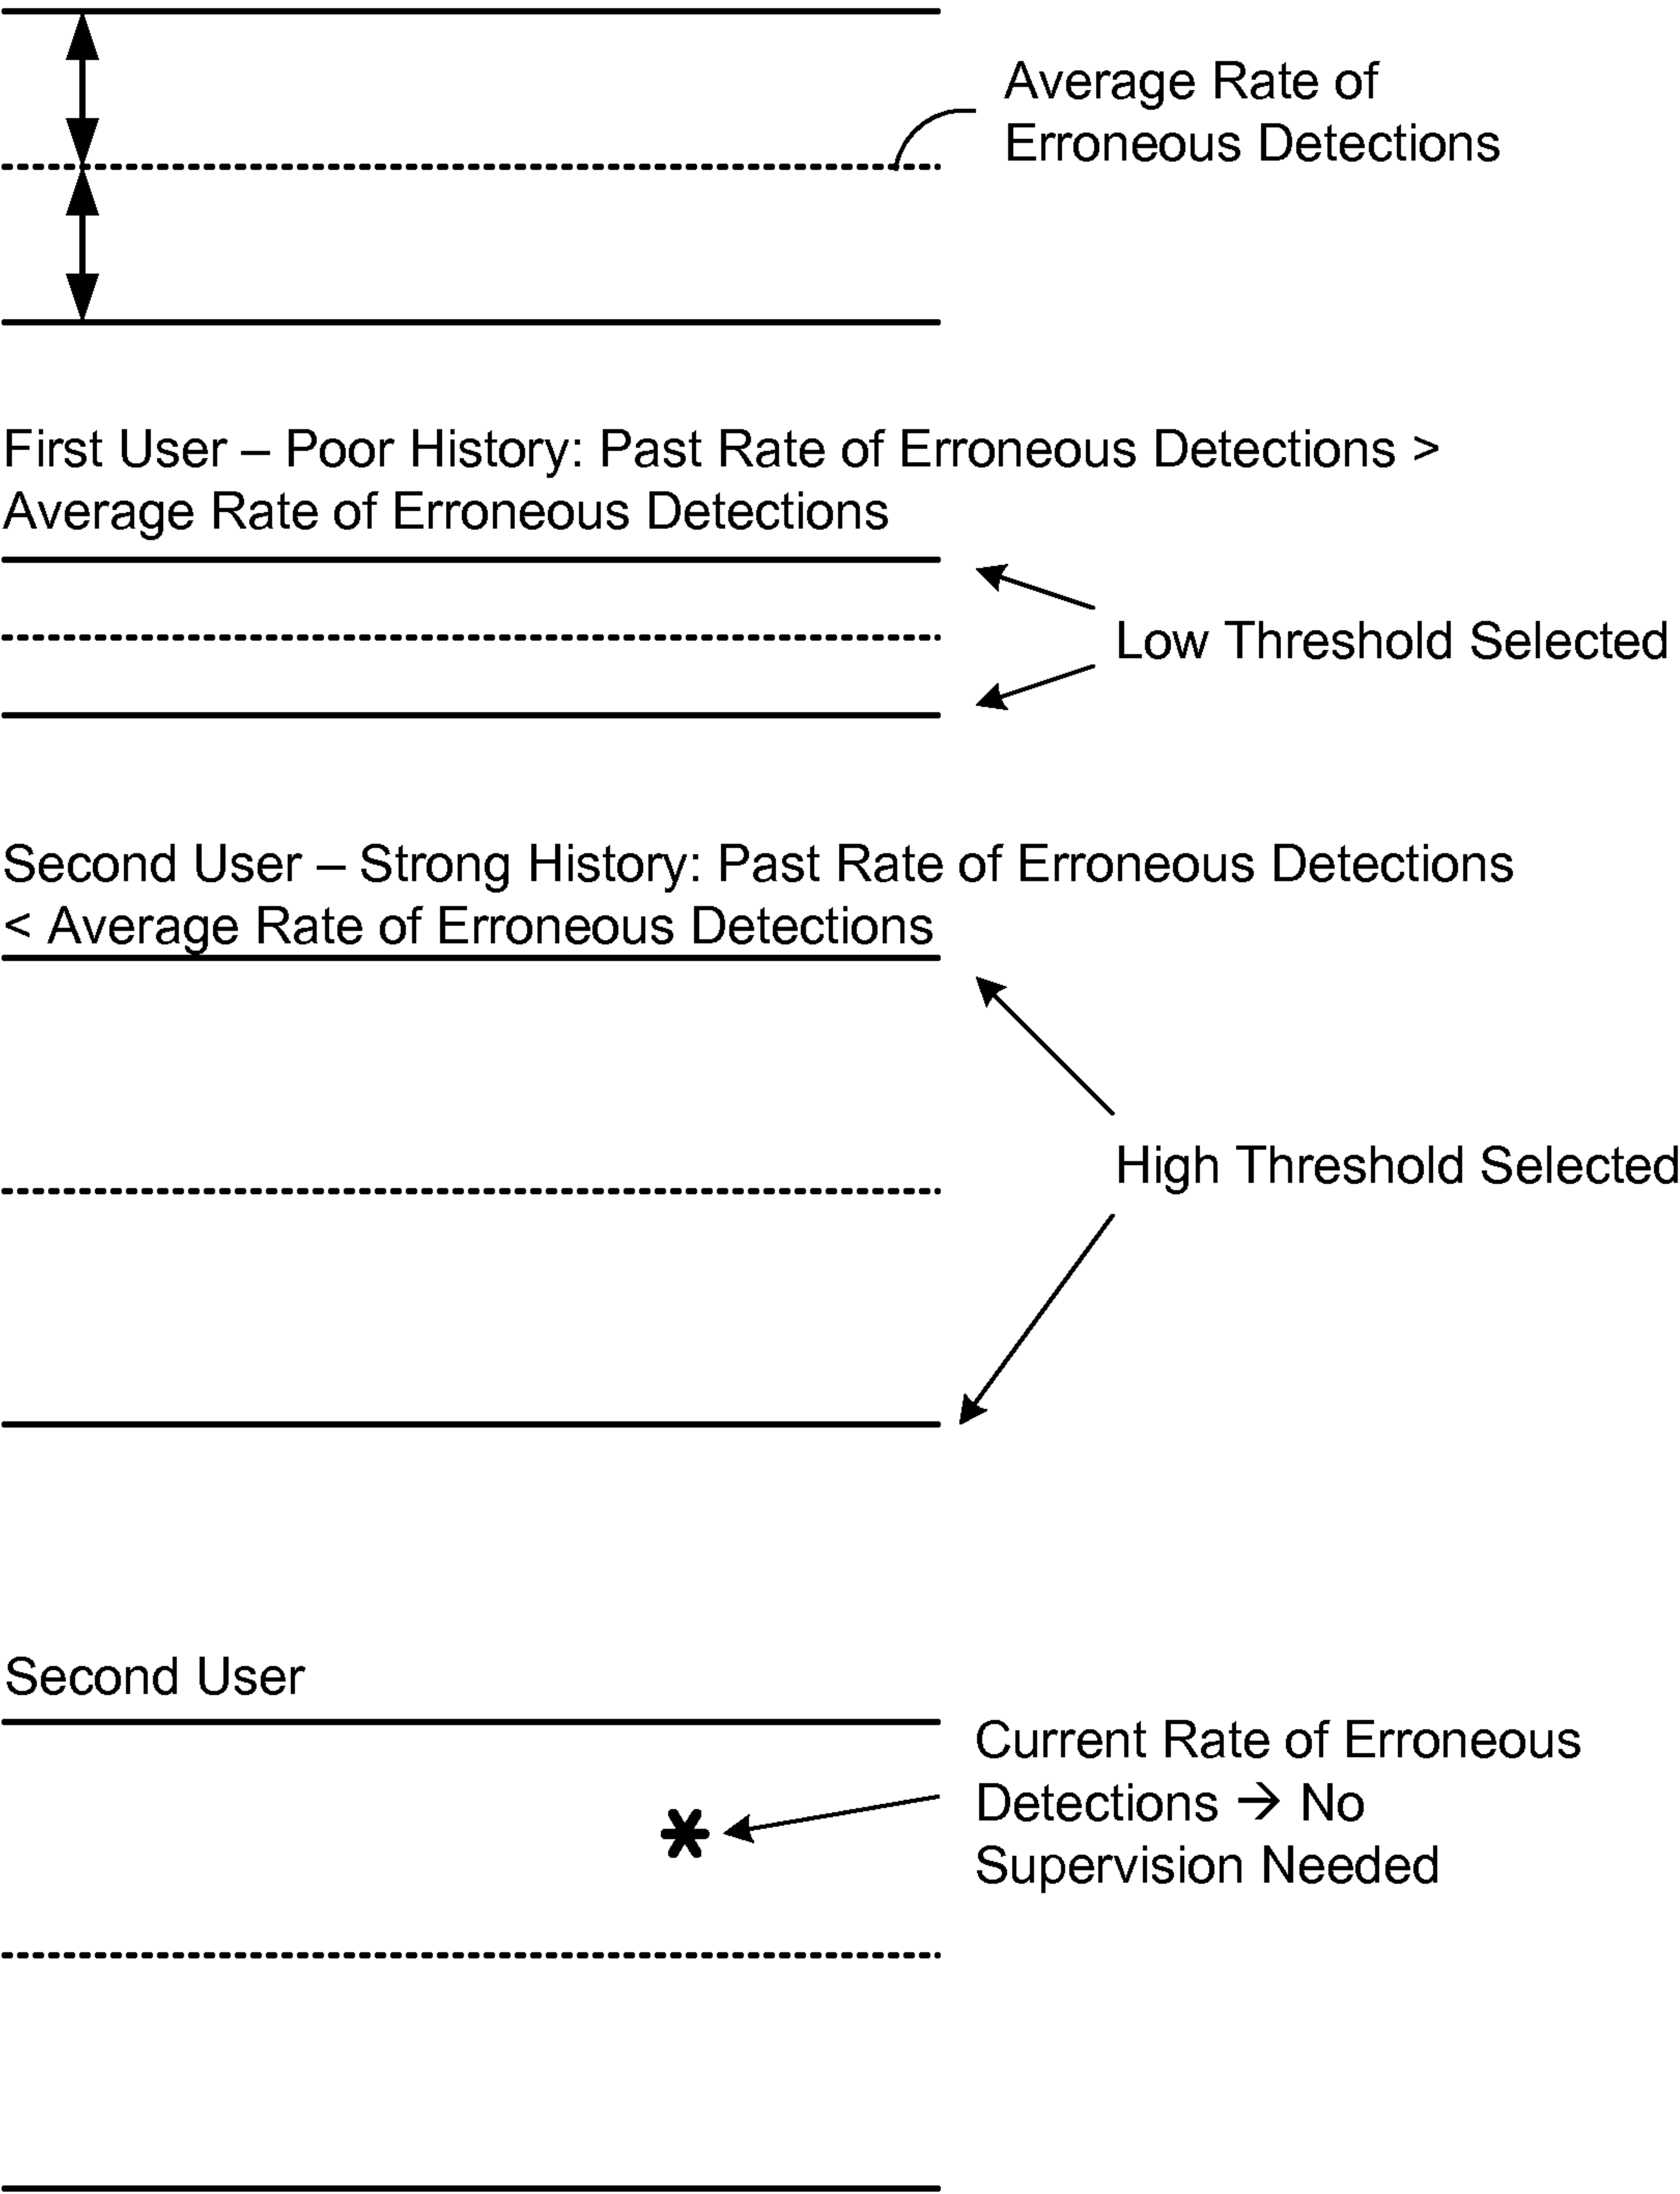 Average Rate of
Erroneous Detections
First User – Poor History: Past Rate of Erroneous Detections >
Average Rate of Erroneous Detections
Low Threshold Selected
Second User – Strong History: Past Rate of Erroneous Detections
< Average Rate of Erroneous Detections
High Threshold Selected
Second User
Current Rate of Erroneous
Detections → No
Supervision Needed